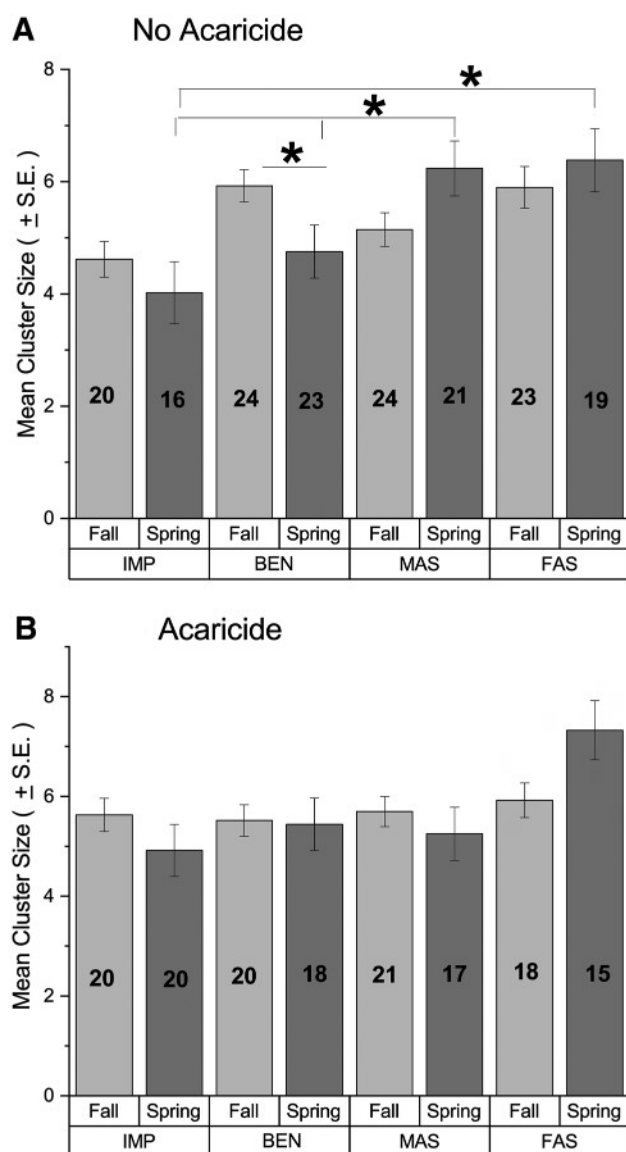 A No Acaricide
Mean Cluster Size ( ± S.E. )
8
6
4
2
0
*
*
*
20 16 24 23 24 21 23 19
Fall Spring Fall Spring Fall Spring Fall Spring
IMP BEN MAS FAS
B Acaricide
Mean Cluster Size ( ± S.E. )
8
6
4
2
0
20 20 20 18 21 17 18 15
Fall Spring Fall Spring Fall Spring Fall Spring
IMP BEN MAS FAS